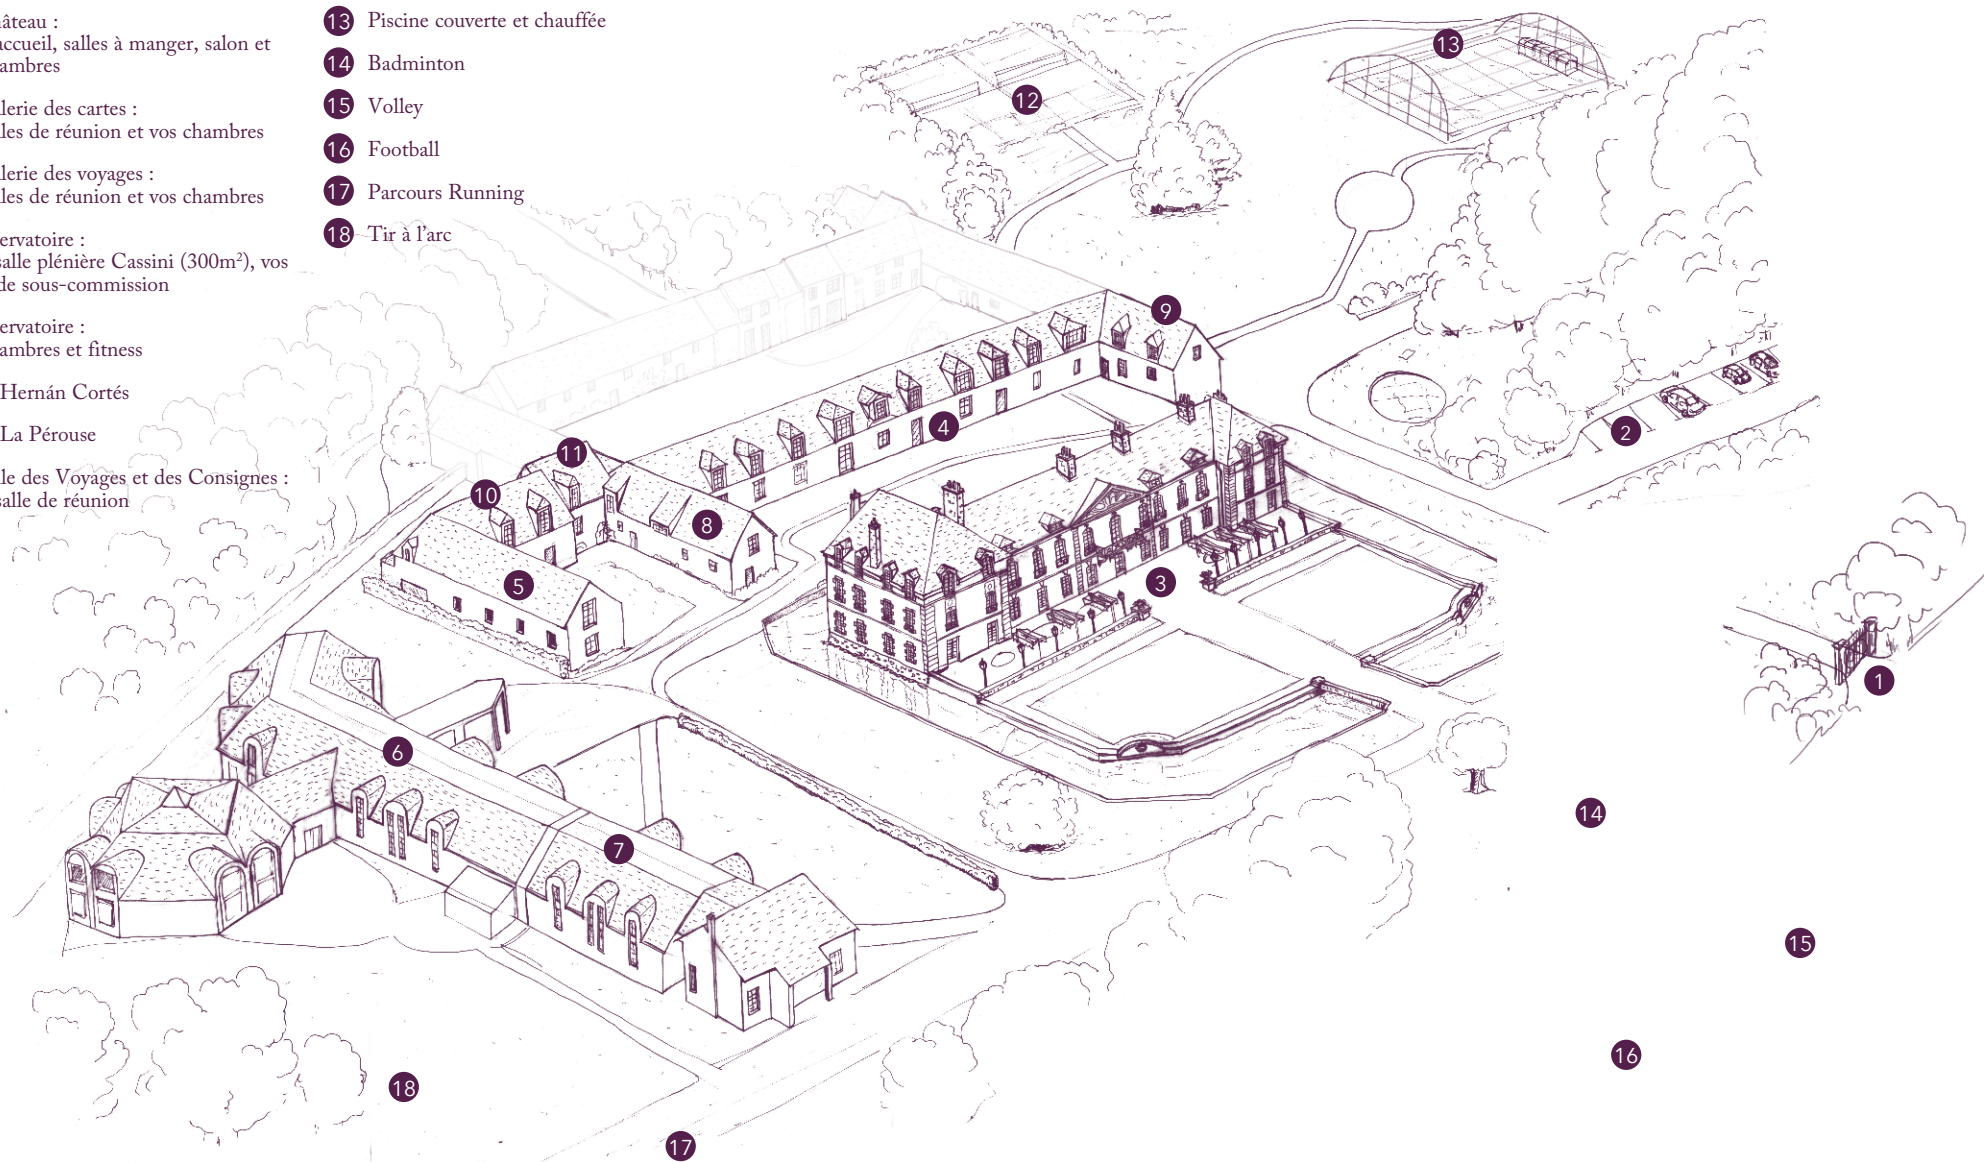 âteau :
accueil, salles à manger, salon et
ambres
lerie des cartes :
lles de réunion et vos chambres
lerie des voyages :
lles de réunion et vos chambres
ervatoire :
salle plénière Cassini (300m²), vos
de sous-commission
ervatoire :
ambres et fitness
Hernán Cortés
La Pérouse
lle des Voyages et des Consignes :
salle de réunion
13 Piscine couverte et chauffée
14 Badminton
15 Volley
16 Football
17 Parcours Running
18 Tir à l'arc
13
12
9
4
2
11
10
8
5
3
1
6
7
14
15
16
18
17